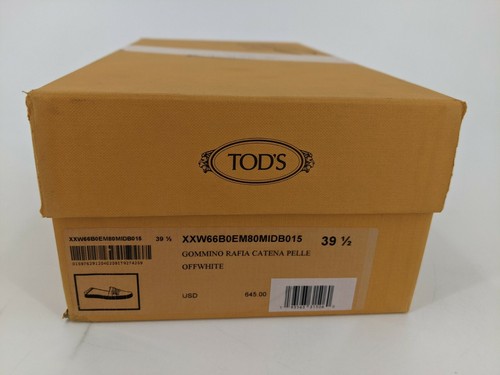 TOD'S
XXW66B0EM80MIDB015 39 ½
XXW66B0EM80MIDB015 39 ½
GOMMINO RAFIA CATENA PELLE
OFFWHITE
USD 645.00